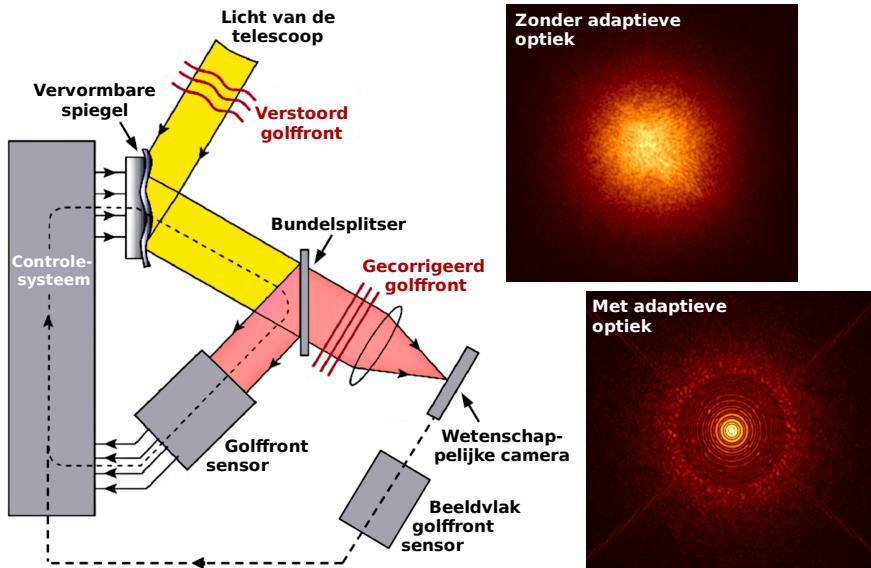 Licht van de
telescoop
Vervormbare
spiegel
Verstoord
golffront
Bundelsplitser
Gecorrigeerd
golffront
Controle-
systeem
Golffront
sensor
Wetenschap-
pelijke camera
Beeldvlak
golffront
sensor
Zonder adaptieve
optiek
Met adaptieve
optiek